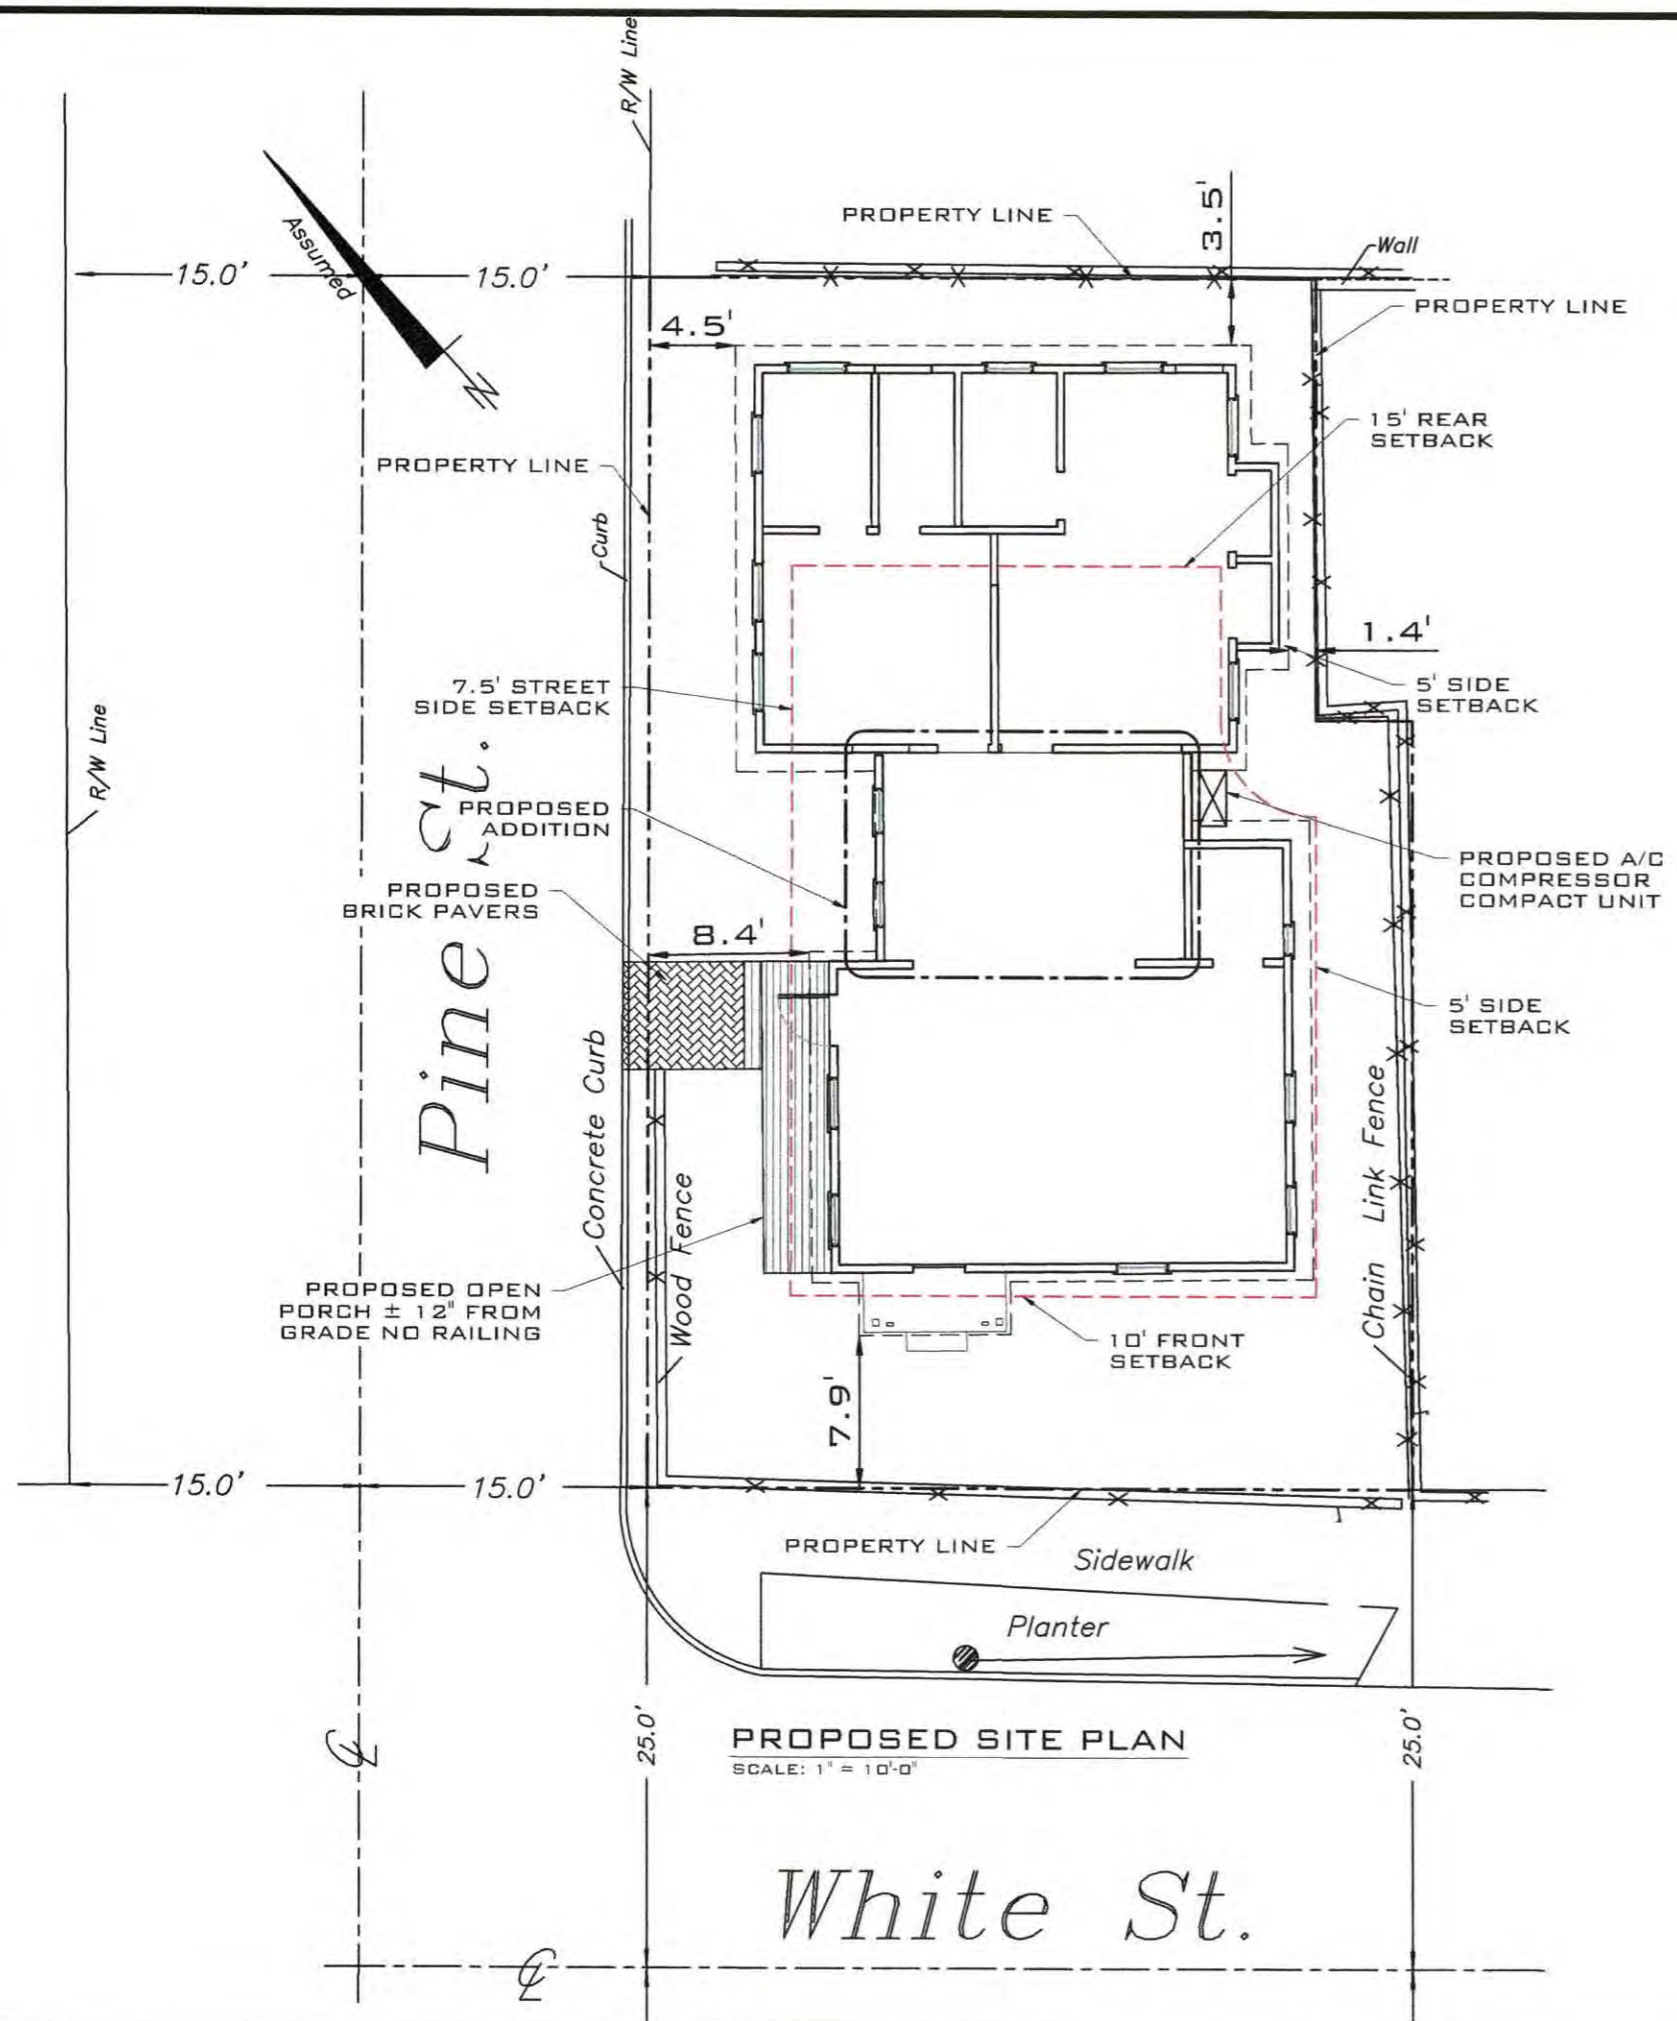 R/W Line
PROPERTY LINE
3.5'
Wall
15.0'
15.0'
Assumed
N
PROPERTY LINE
4.5'
15' REAR
SETBACK
PROPERTY LINE
Curb
1.4'
7.5' STREET
SIDE SETBACK
5' SIDE
SETBACK
R/W Line
Pine St.
PROPOSED
ADDITION
PROPOSED A/C
COMPRESSOR
COMPACT UNIT
PROPOSED
BRICK PAVERS
8.4'
5' SIDE
SETBACK
Concrete Curb
Wood Fence
Chain Link Fence
PROPOSED OPEN
PORCH ± 12" FROM
GRADE NO RAILING
10' FRONT
SETBACK
7.9'
15.0'
15.0'
PROPERTY LINE
Sidewalk
Planter
25.0'
25.0'
PROPOSED SITE PLAN
SCALE: 1" = 10'-0"
CL
White St.
CL